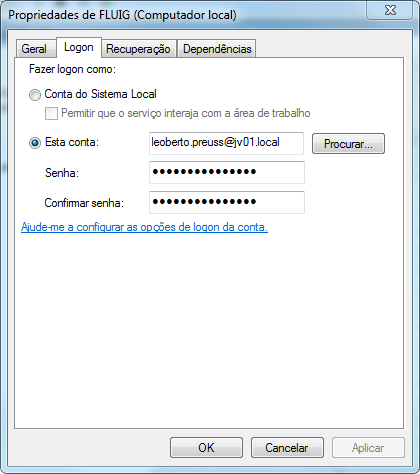 Propriedades de FLUIG (Computador local)
Geral Logon Recuperação Dependências
Fazer logon como:
Conta do Sistema Local
Permitir que o serviço interaja com a área de trabalho
Esta conta: leoberto.preuss@jv01.local Procurar...
Senha: •••••••••••••••
Confirmar senha: •••••••••••••••
Ajude-me a configurar as opções de logon da conta.
OK Cancelar Aplicar